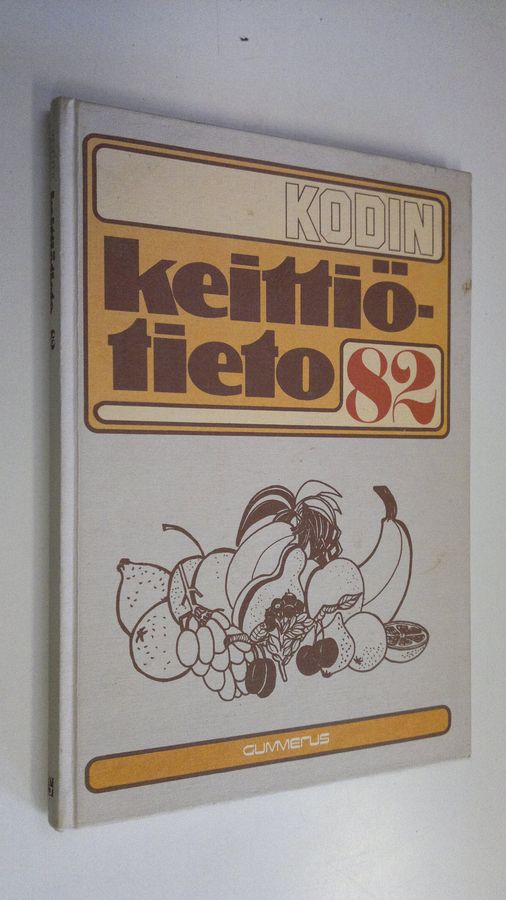 KODIN
keittiö-
tieto
82
GUMMERUS